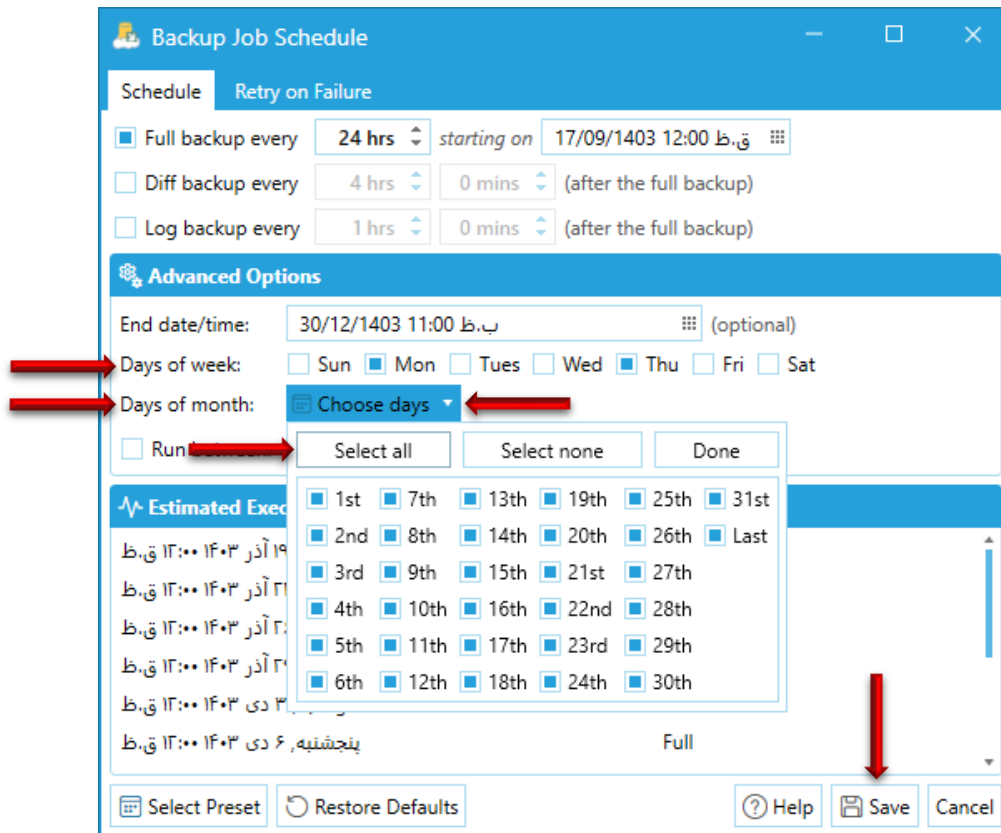 Backup Job Schedule
Schedule Retry on Failure
Full backup every 24 hrs starting on 17/09/1403 12:00 ق.ظ
Diff backup every 4 hrs 0 mins (after the full backup)
Log backup every 1 hrs 0 mins (after the full backup)
Advanced Options
End date/time: 30/12/1403 11:00 ب.ظ (optional)
Days of week: Sun Mon Tues Wed Thu Fri Sat
Days of month: Choose days
Run
Select all Select none Done
1st 7th 13th 19th 25th 31st
2nd 8th 14th 20th 26th Last
3rd 9th 15th 21st 27th
4th 10th 16th 22nd 28th
5th 11th 17th 23rd 29th
6th 12th 18th 24th 30th
Estimated Exec
۱۹ آذر ۱۴۰۳ ۱۲:۰۰ ق.ظ
آذر ۱۴۰۳ ۱۲:۰۰ ق.ظ
آذر ۱۴۰۳ ۱۲:۰۰ ق.ظ
آذر ۱۴۰۳ ۱۲:۰۰ ق.ظ
۳ دی ۱۴۰۳ ۱۲:۰۰ ق.ظ
پنجشنبه, ۶ دی ۱۴۰۳ ۱۲:۰۰ ق.ظ Full
Select Preset Restore Defaults Help Save Cancel